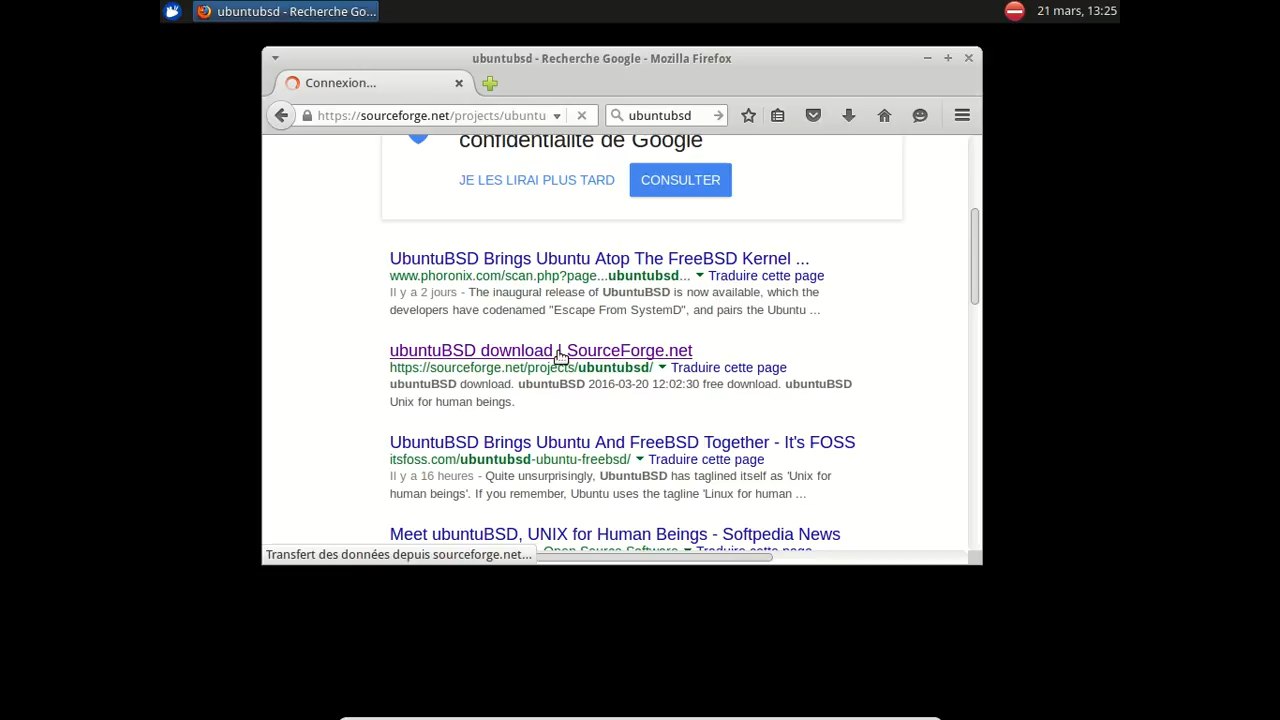 ubuntubsd - Recherche Go...
21 mars, 13:25
ubuntubsd - Recherche Google - Mozilla Firefox
Connexion...
https://sourceforge.net/projects/ubuntu
ubuntubsd
confidentialité de Google
JE LES LIRAI PLUS TARD
CONSULTER
UbuntuBSD Brings Ubuntu Atop The FreeBSD Kernel ...
www.phoronix.com/scan.php?page...ubuntubsd... Traduire cette page
Il y a 2 jours - The inaugural release of UbuntuBSD is now available, which the
developers have codenamed "Escape From SystemD", and pairs the Ubuntu ...
ubuntuBSD download | SourceForge.net
https://sourceforge.net/projects/ubuntubsd/ Traduire cette page
ubuntuBSD download. ubuntuBSD 2016-03-20 12:02:30 free download. ubuntuBSD
Unix for human beings.
UbuntuBSD Brings Ubuntu And FreeBSD Together - It's FOSS
itsfoss.com/ubuntubsd-ubuntu-freebsd/ Traduire cette page
Il y a 16 heures - Quite unsurprisingly, UbuntuBSD has taglined itself as 'Unix for
human beings'. If you remember, Ubuntu uses the tagline 'Linux for human ...
Meet ubuntuBSD, UNIX for Human Beings - Softpedia News
Open Source Software Traduire cette page
Transfert des données depuis sourceforge.net...